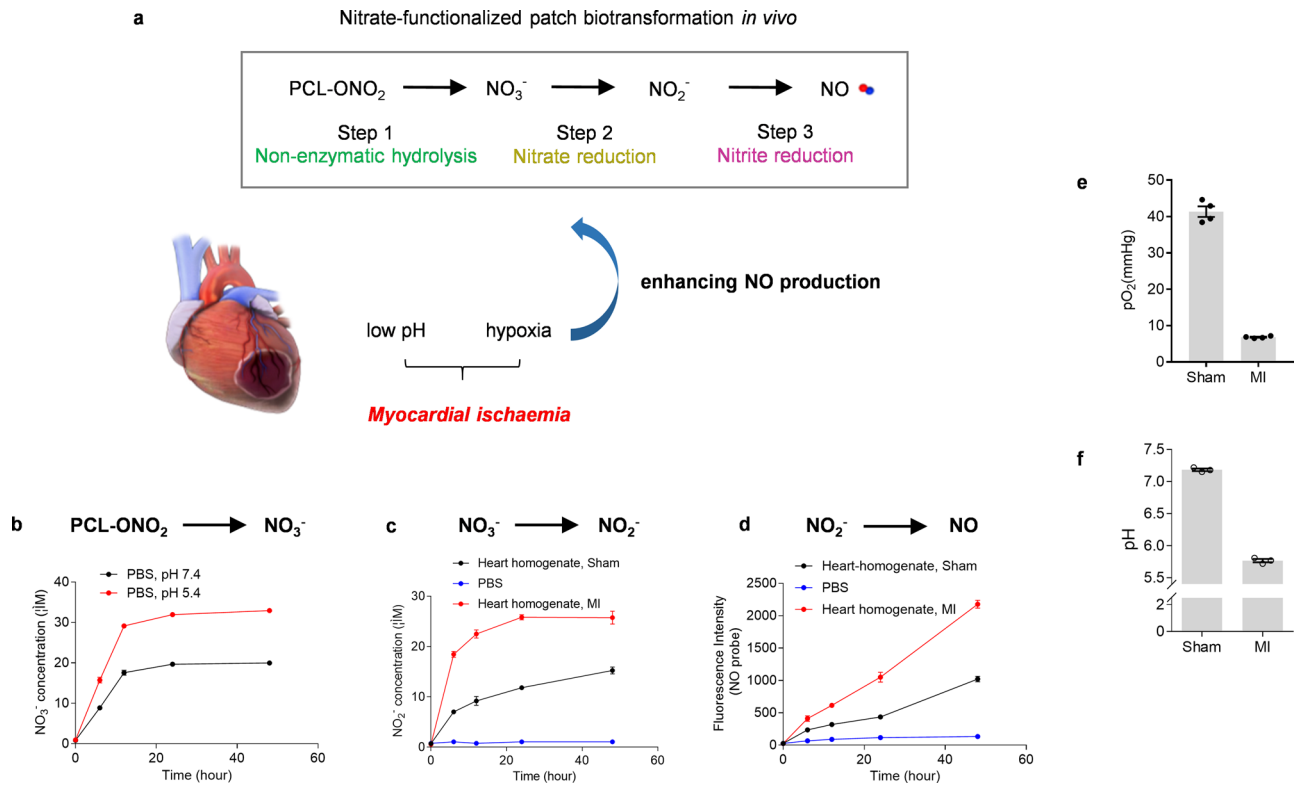 a
Nitrate-functionalized patch biotransformation in vivo
PCL-ONO₂ → NO₃⁻ → NO₂⁻ → NO
Step 1 Step 2 Step 3
Non-enzymatic hydrolysis Nitrate reduction Nitrite reduction
enhancing NO production
low pH hypoxia
Myocardial ischaemia
b
PCL-ONO₂ → NO₃⁻
PBS, pH 7.4
PBS, pH 5.4
NO₃⁻ concentration (¡ÌM)
40
30
20
10
0
0 20 40 60
Time (hour)
c
NO₃⁻ → NO₂⁻
Heart homogenate, Sham
PBS
Heart homogenate, MI
NO₂⁻ concentration (¡ÌM)
30
20
10
0
0 20 40 60
Time (hour)
d
NO₂⁻ → NO
Heart-homogenate, Sham
PBS
Heart homogenate, MI
Fluorescence Intensity
(NO probe)
2500
2000
1500
1000
500
0
0 20 40 60
Time (hour)
e
pO₂(mmHg)
50
40
30
20
10
0
Sham MI
f
pH
7.5
7.0
6.5
6.0
5.5
2
0
Sham MI